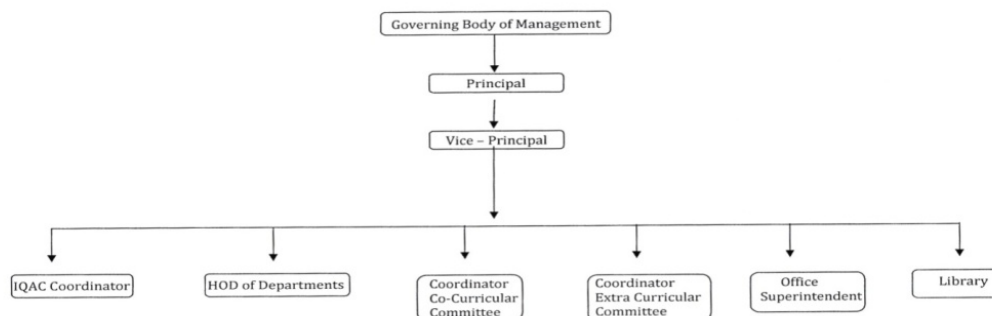 Governing Body of Management
Principal
Vice – Principal
IQAC Coordinator
HOD of Departments
Coordinator
Co-Curricular
Committee
Coordinator
Extra Curricular
Committee
Office
Superintendent
Library